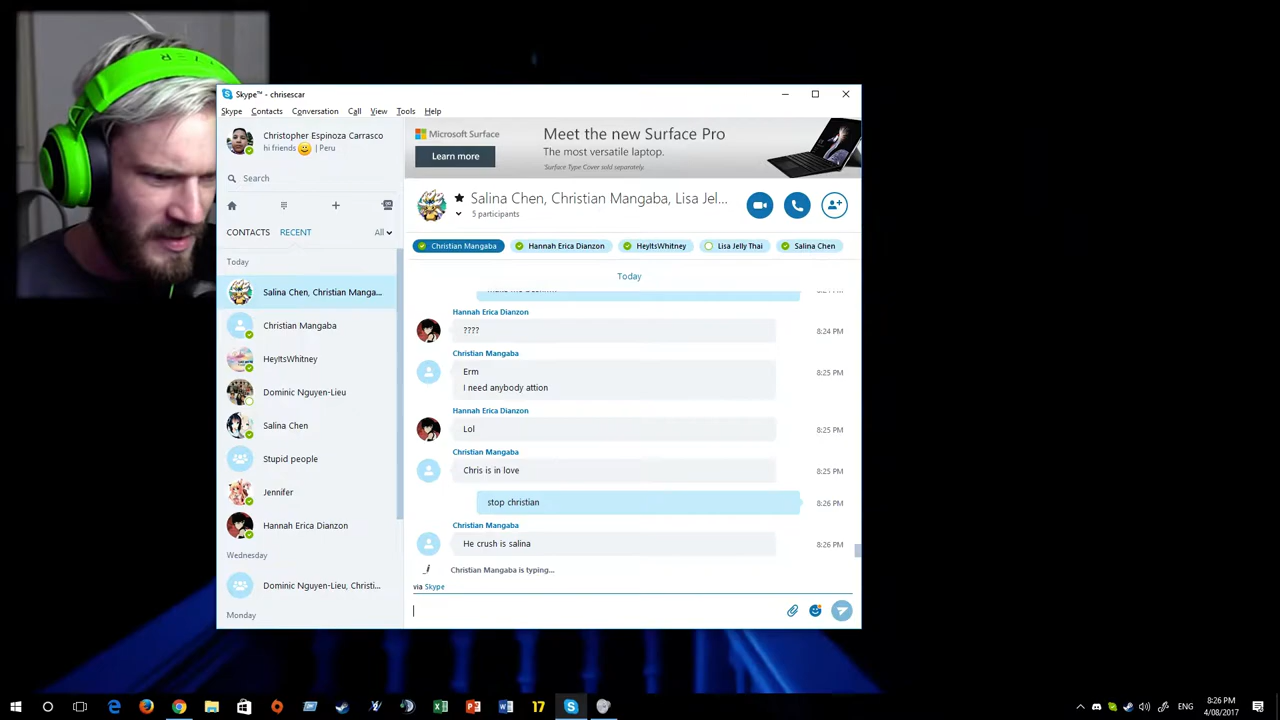 Skype™ - chrisescar
Skype Contacts Conversation Call View Tools Help
Christopher Espinoza Carrasco
hi friends | Peru
Search
CONTACTS RECENT All
Today
Salina Chen, Christian Manga...
Christian Mangaba
HeyItsWhitney
Dominic Nguyen-Lieu
Salina Chen
Stupid people
Jennifer
Hannah Erica Dianzon
Wednesday
Dominic Nguyen-Lieu, Christi...
Monday
Microsoft Surface
Learn more
Meet the new Surface Pro
The most versatile laptop.
*Surface Type Cover sold separately.
Salina Chen, Christian Mangaba, Lisa Jel...
5 participants
Christian Mangaba Hannah Erica Dianzon HeyItsWhitney Lisa Jelly Thai Salina Chen
Today
Hannah Erica Dianzon
???? 8:24 PM
Christian Mangaba
Erm 8:25 PM
I need anybody attion
Hannah Erica Dianzon
Lol 8:25 PM
Christian Mangaba
Chris is in love 8:25 PM
stop christian 8:26 PM
Christian Mangaba
He crush is salina 8:26 PM
Christian Mangaba is typing...
via Skype
17
ENG
8:26 PM
4/08/2017